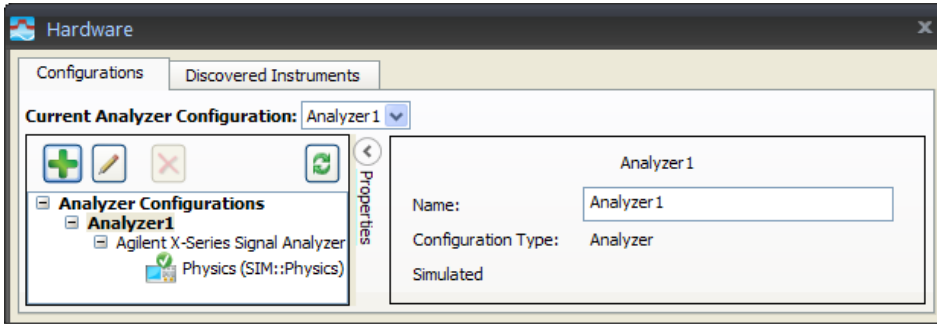 Hardware
Configurations
Discovered Instruments
Current Analyzer Configuration: Analyzer1
Properties
Analyzer Configurations
Analyzer1
Agilent X-Series Signal Analyzer
Physics (SIM::Physics)
Analyzer1
Name: Analyzer1
Configuration Type: Analyzer
Simulated